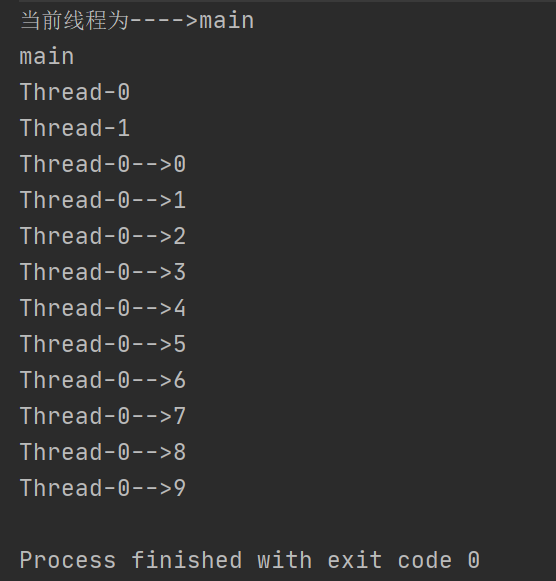 当前线程为---->main
main
Thread-0
Thread-1
Thread-0-->0
Thread-0-->1
Thread-0-->2
Thread-0-->3
Thread-0-->4
Thread-0-->5
Thread-0-->6
Thread-0-->7
Thread-0-->8
Thread-0-->9
Process finished with exit code 0